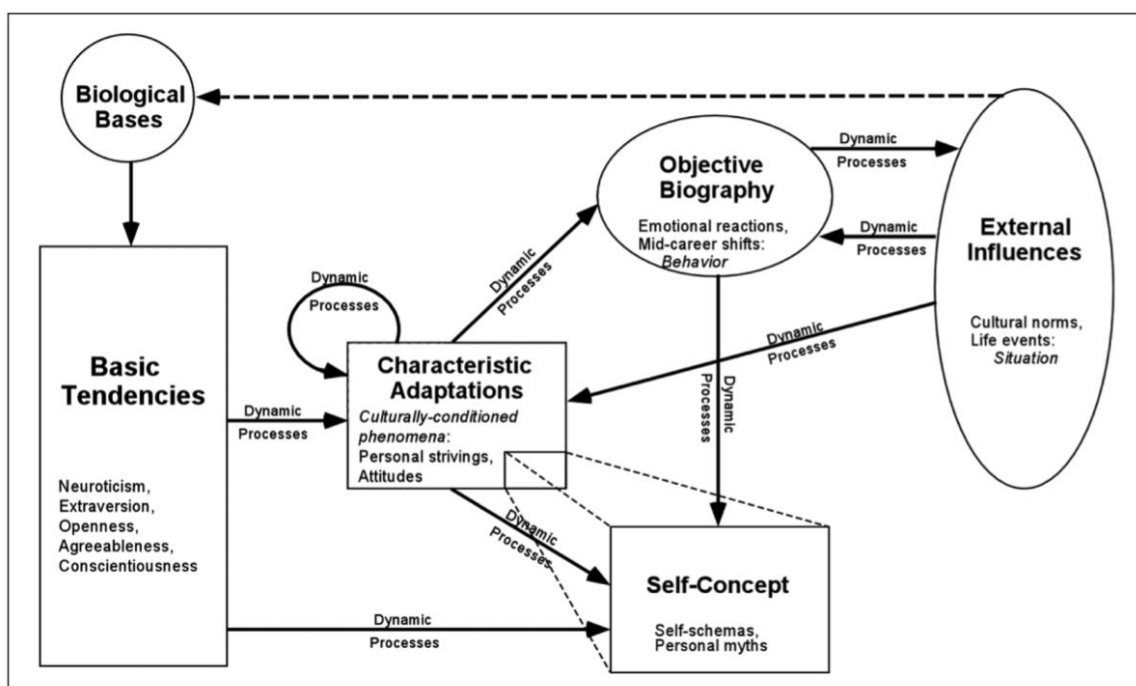 Biological
Bases
Dynamic
Processes
Objective
Biography
Emotional reactions,
Mid-career shifts:
Behavior
Dynamic
Processes
External
Influences
Cultural norms,
Life events:
Situation
Dynamic
Processes
Dynamic
Processes
Dynamic
Processes
Dynamic
Processes
Basic
Tendencies
Neuroticism,
Extraversion,
Openness,
Agreeableness,
Conscientiousness
Dynamic
Processes
Characteristic
Adaptations
Culturally-conditioned
phenomena:
Personal strivings,
Attitudes
Dynamic
Processes
Dynamic
Processes
Self-Concept
Self-schemas,
Personal myths
Dynamic
Processes